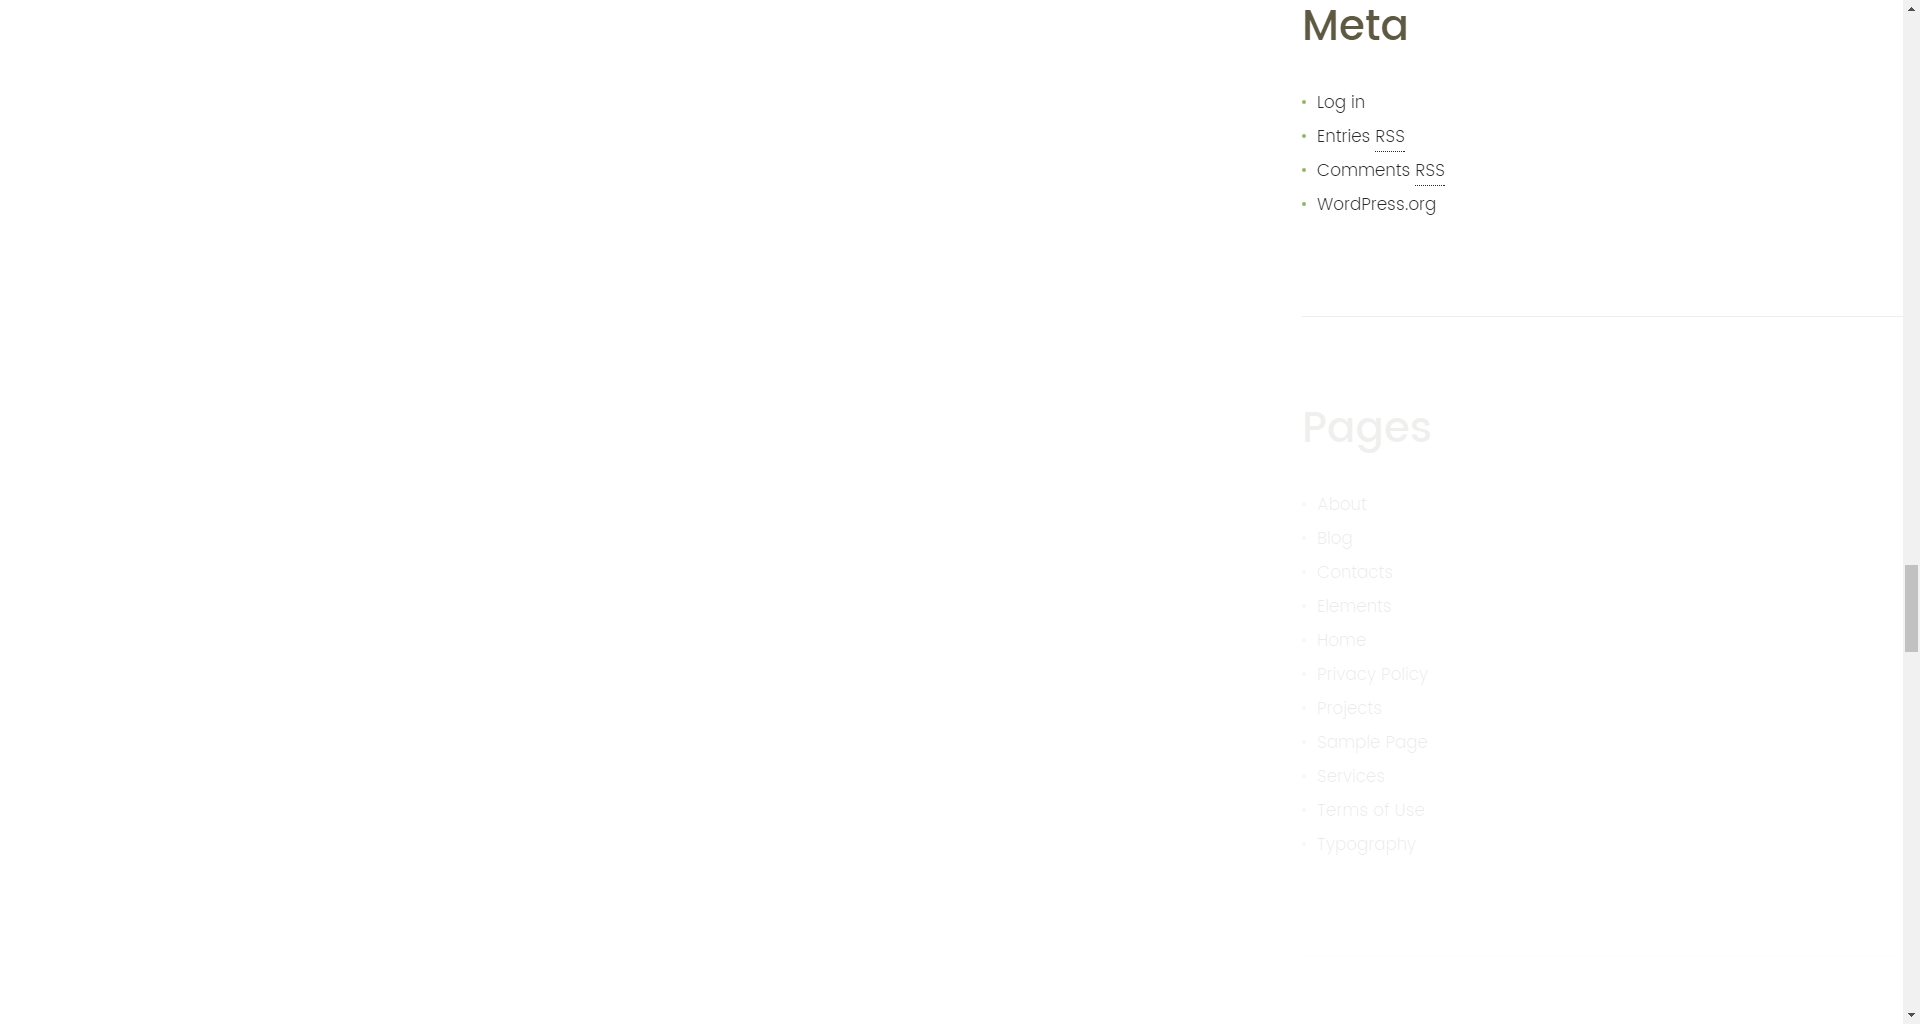 Meta
Log in
Entries RSS
Comments RSS
WordPress.org
Pages
About
Blog
Contacts
Elements
Home
Privacy Policy
Projects
Sample Page
Services
Terms of Use
Typography